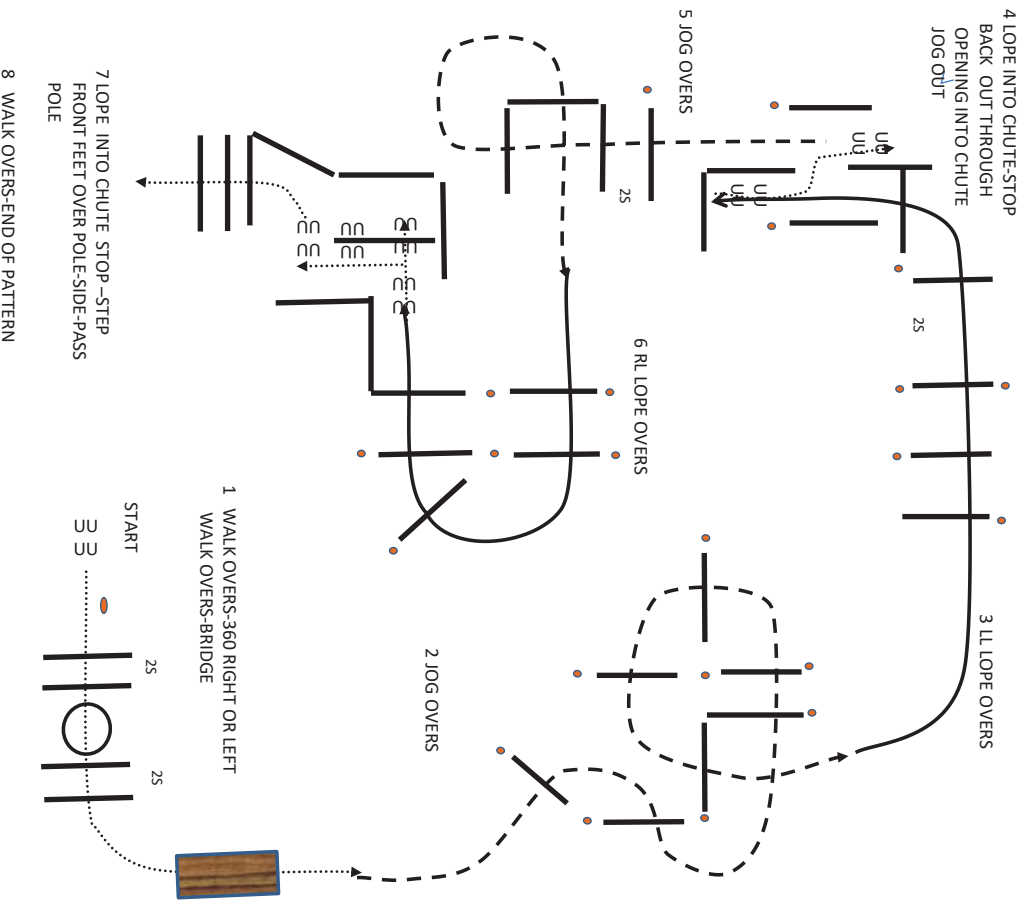 START
1 WALK OVERS-360 RIGHT OR LEFT
WALK OVERS-BRIDGE
2S
2S
2 JOG OVERS
3 LL LOPE OVERS
2S
4 LOPE INTO CHUTE-STOP
BACK OUT THROUGH
OPENING INTO CHUTE
JOG OUT
5 JOG OVERS
2S
6 RL LOPE OVERS
7 LOPE INTO CHUTE STOP –STEP
FRONT FEET OVER POLE-SIDE-PASS
POLE
8 WALK OVERS-END OF PATTERN